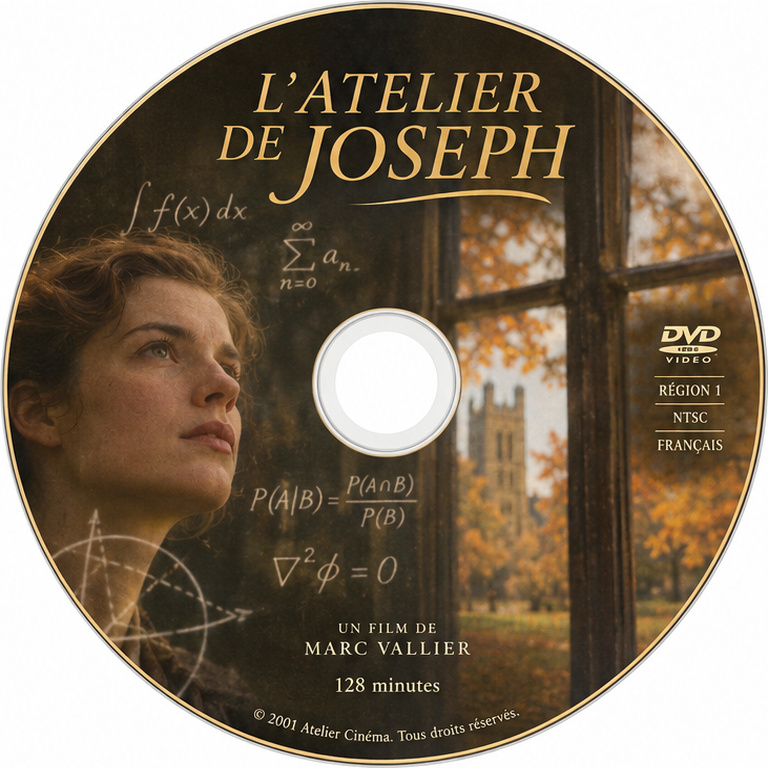 L'ATELIER
DE JOSEPH
∫ f(x) dx
∞
∑ aₙ.
n=0
DVD
VIDEO
RÉGION 1
NTSC
FRANÇAIS
P(A|B) = P(A∩B)
P(B)
∇²ϕ = 0
UN FILM DE
MARC VALLIER
128 minutes
© 2001 Atelier Cinéma. Tous droits réservés.